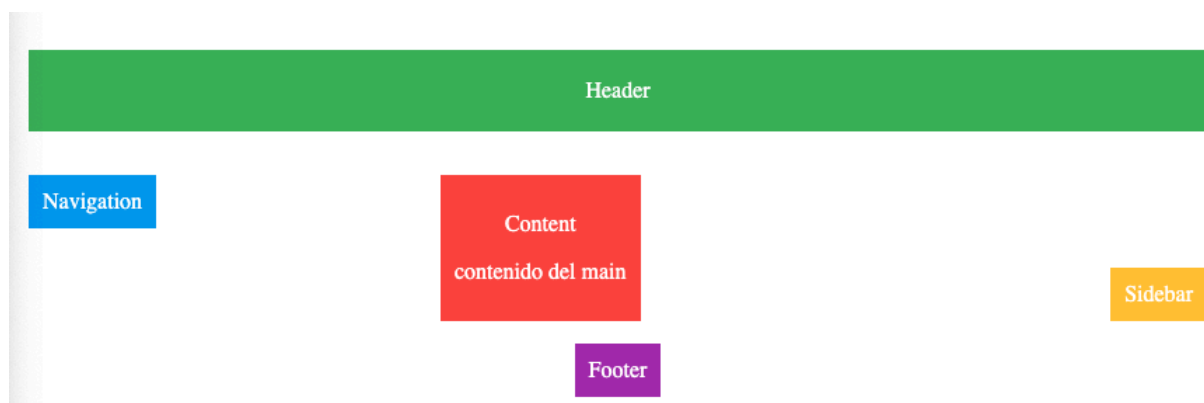 Header
Navigation
Content
contenido del main
Sidebar
Footer